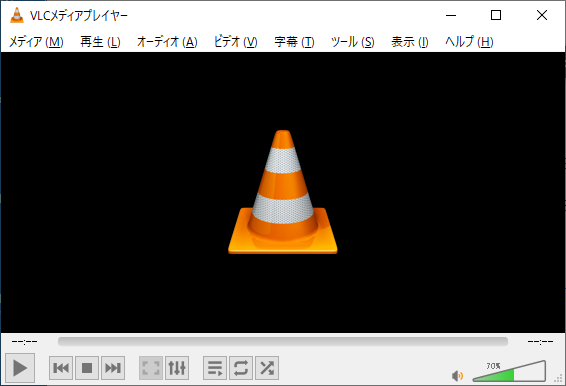 VLCメディアプレイヤー
メディア (M) 再生 (L) オーディオ (A) ビデオ (V) 字幕 (T) ツール (S) 表示 (I) ヘルプ (H)
--:-- --:--
70%